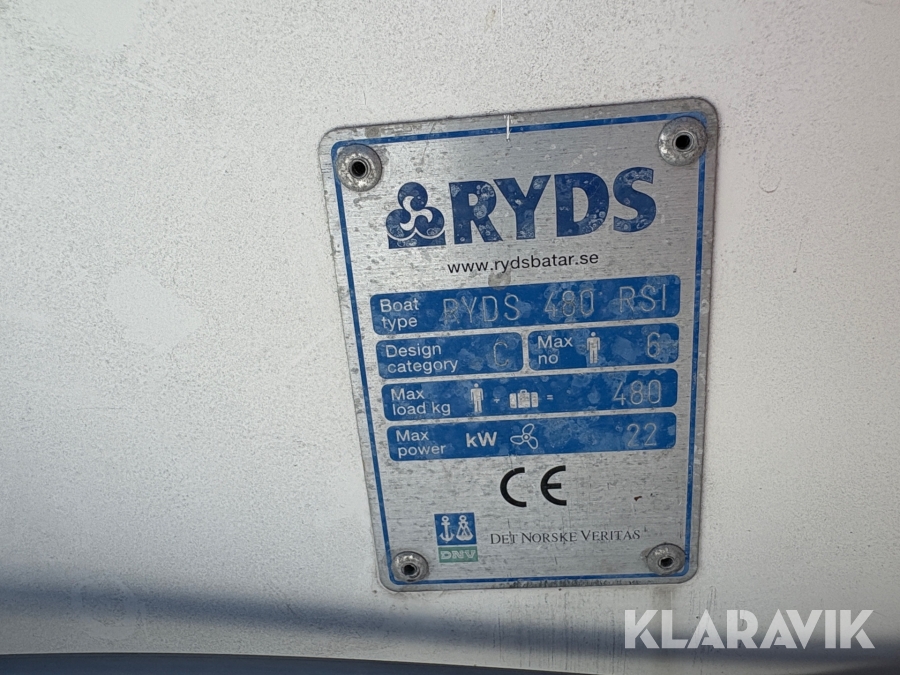 RYDS
www.rydsbatar.se
Boat type RYDS 480 RSI
Design category C Max no 6
Max load kg + = 480
Max power kW 22
CE
DNV DET NORSKE VERITAS
KLARAVIK